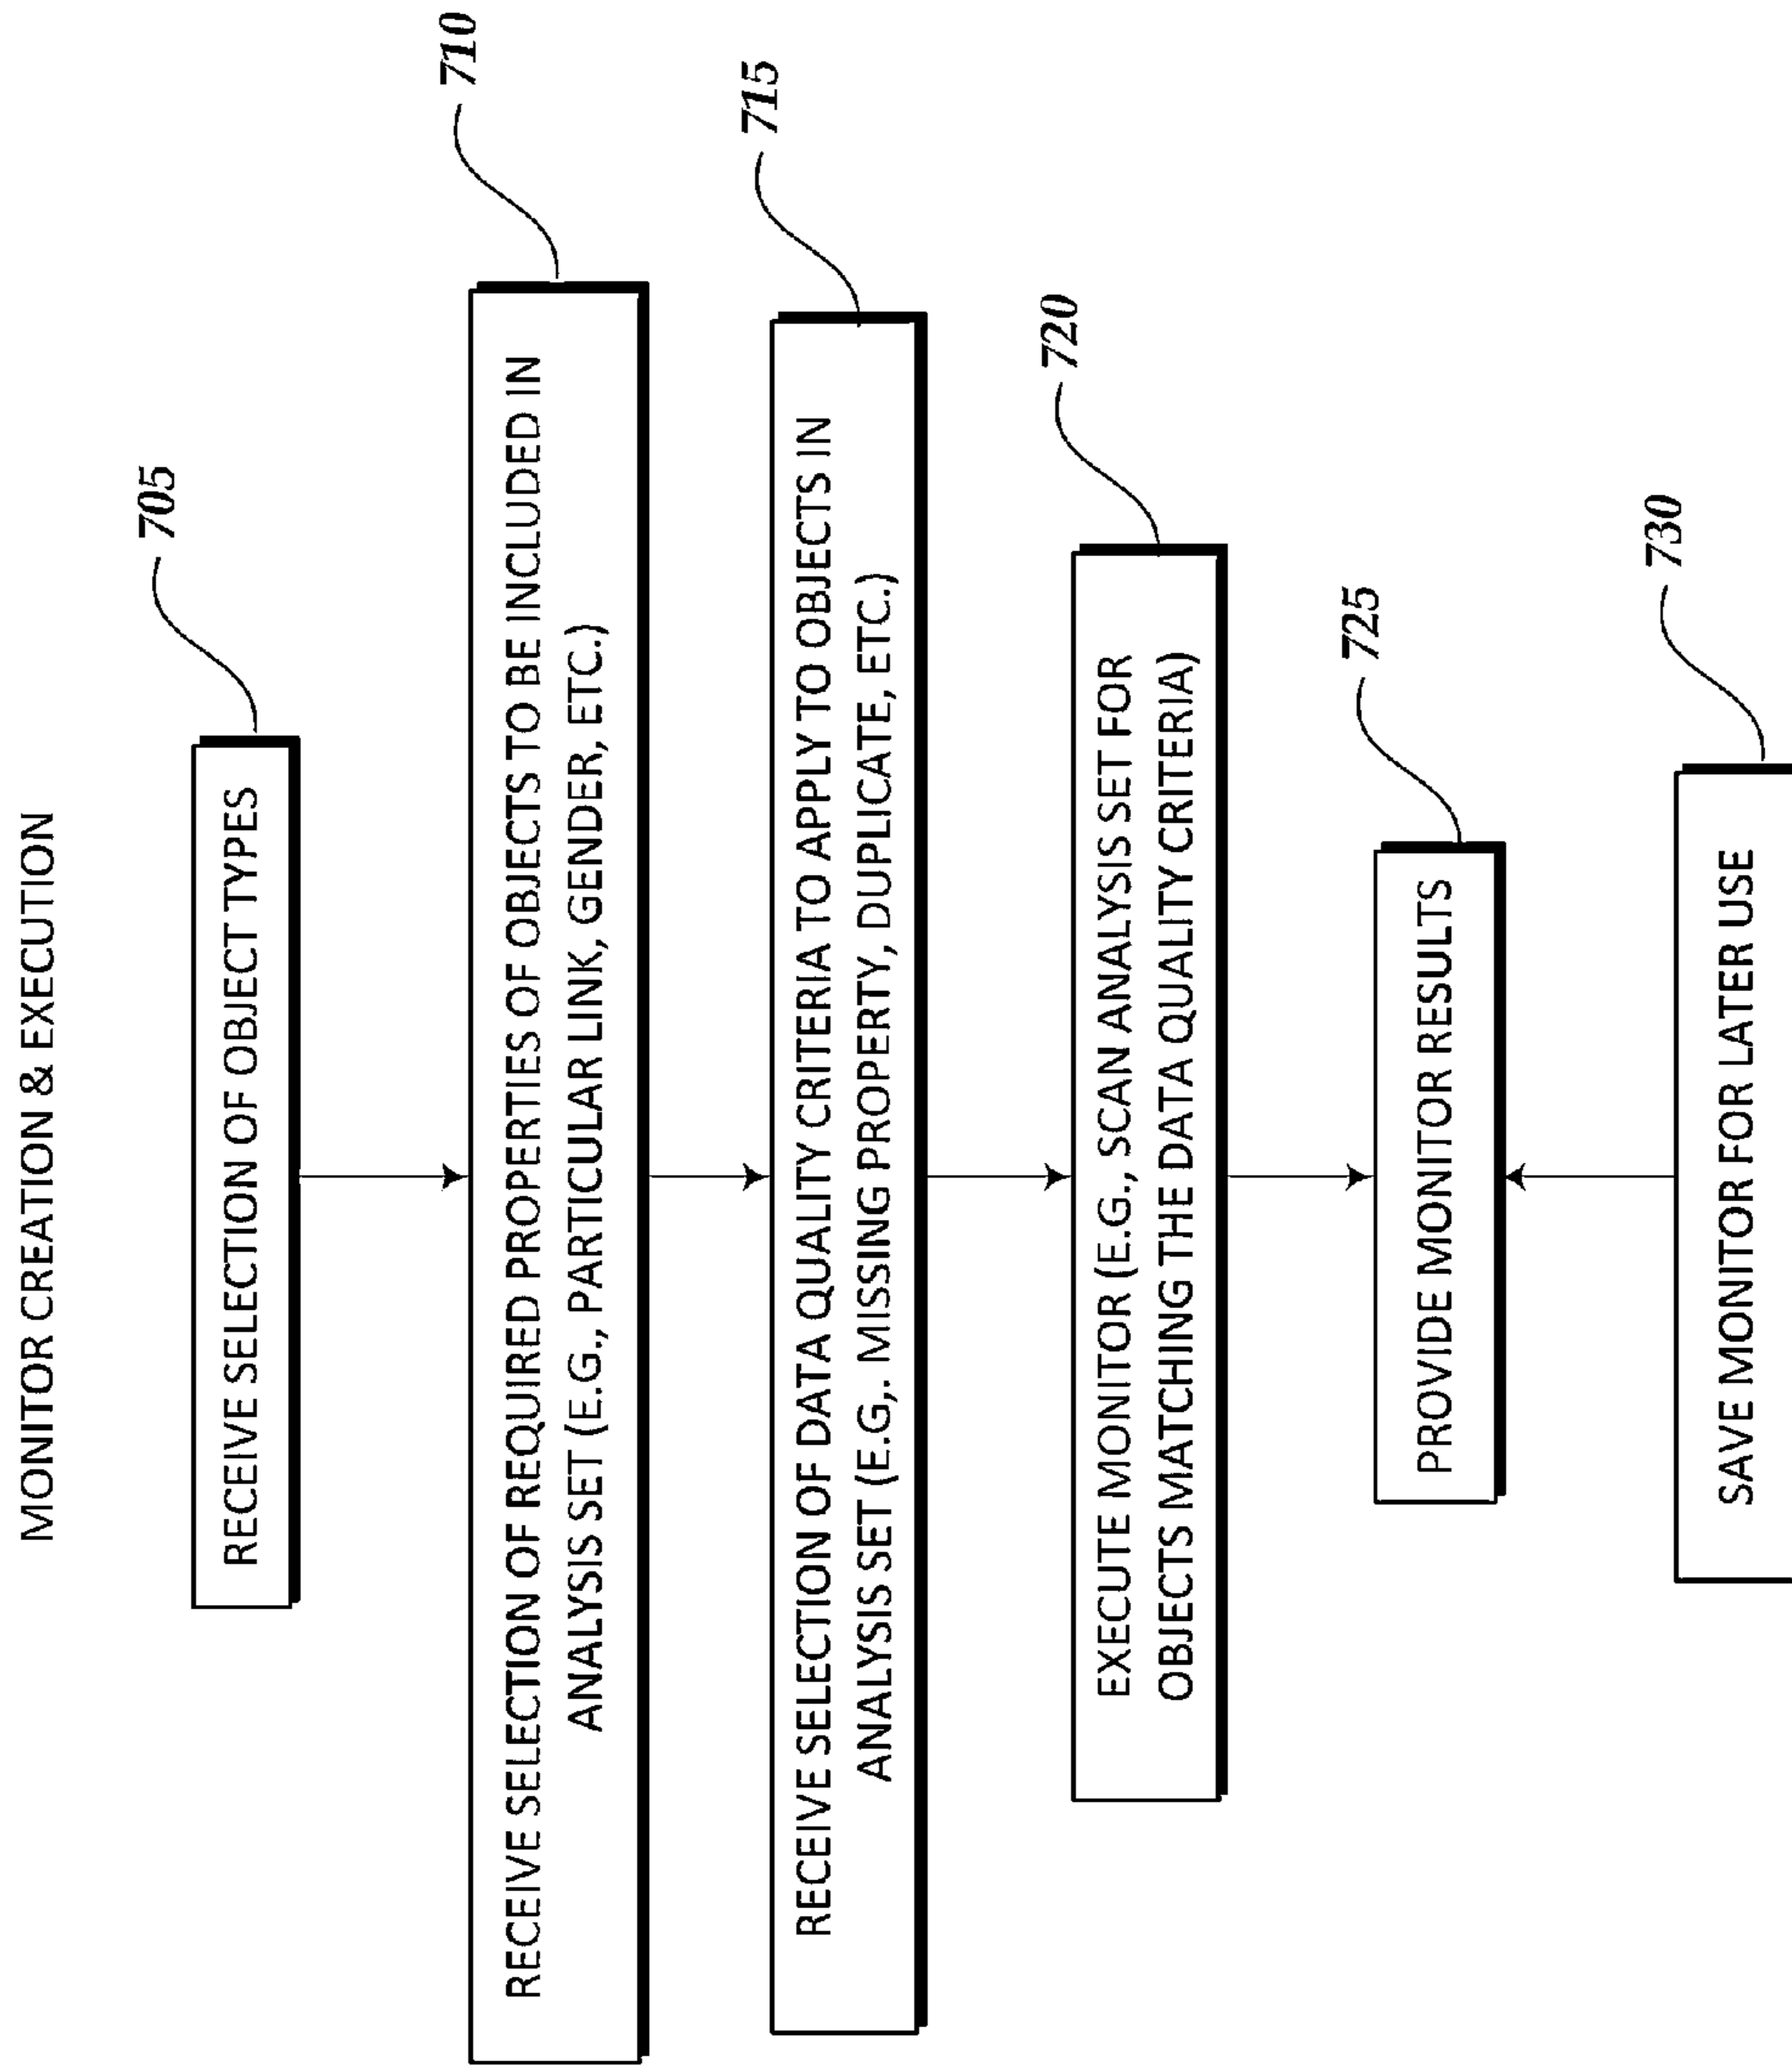 MONITOR CREATION & EXECUTION
705
RECEIVE SELECTION OF OBJECT TYPES
710
RECEIVE SELECTION OF REQUIRED PROPERTIES OF OBJECTS TO BE INCLUDED IN
ANALYSIS SET (E.G., PARTICULAR LINK, GENDER, ETC.)
715
RECEIVE SELECTION OF DATA QUALITY CRITERIA TO APPLY TO OBJECTS IN
ANALYSIS SET (E.G,. MISSING PROPERTY, DUPLICATE, ETC.)
720
EXECUTE MONITOR (E.G., SCAN ANALYSIS SET FOR
OBJECTS MATCHING THE DATA QUALITY CRITERIA)
725
PROVIDE MONITOR RESULTS
730
SAVE MONITOR FOR LATER USE